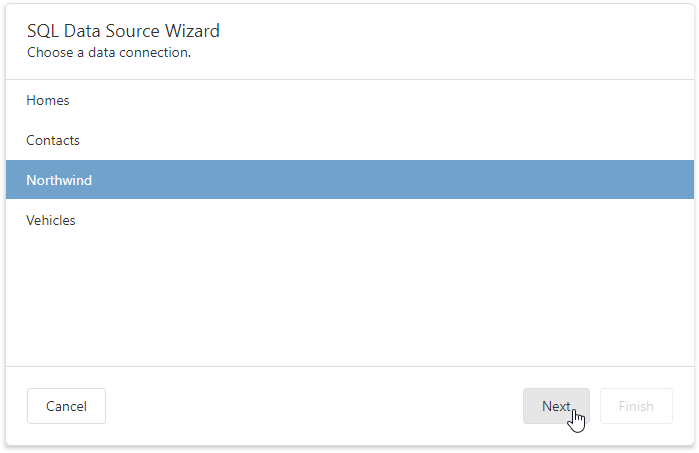 SQL Data Source Wizard
Choose a data connection.
Homes
Contacts
Northwind
Vehicles
Cancel
Next
Finish